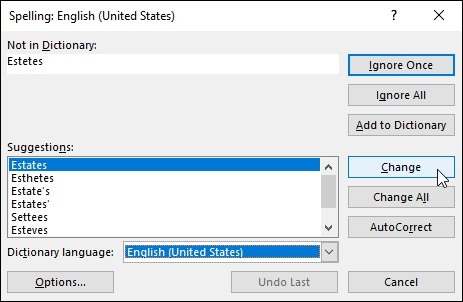 Spelling: English (United States) ? ×
Not in Dictionary:
Estetes
Ignore Once
Ignore All
Add to Dictionary
Suggestions:
Estates
Esthetes
Estate's
Estates'
Settees
Esteves
Change
Change All
AutoCorrect
Dictionary language: English (United States)
Options... Undo Last Cancel